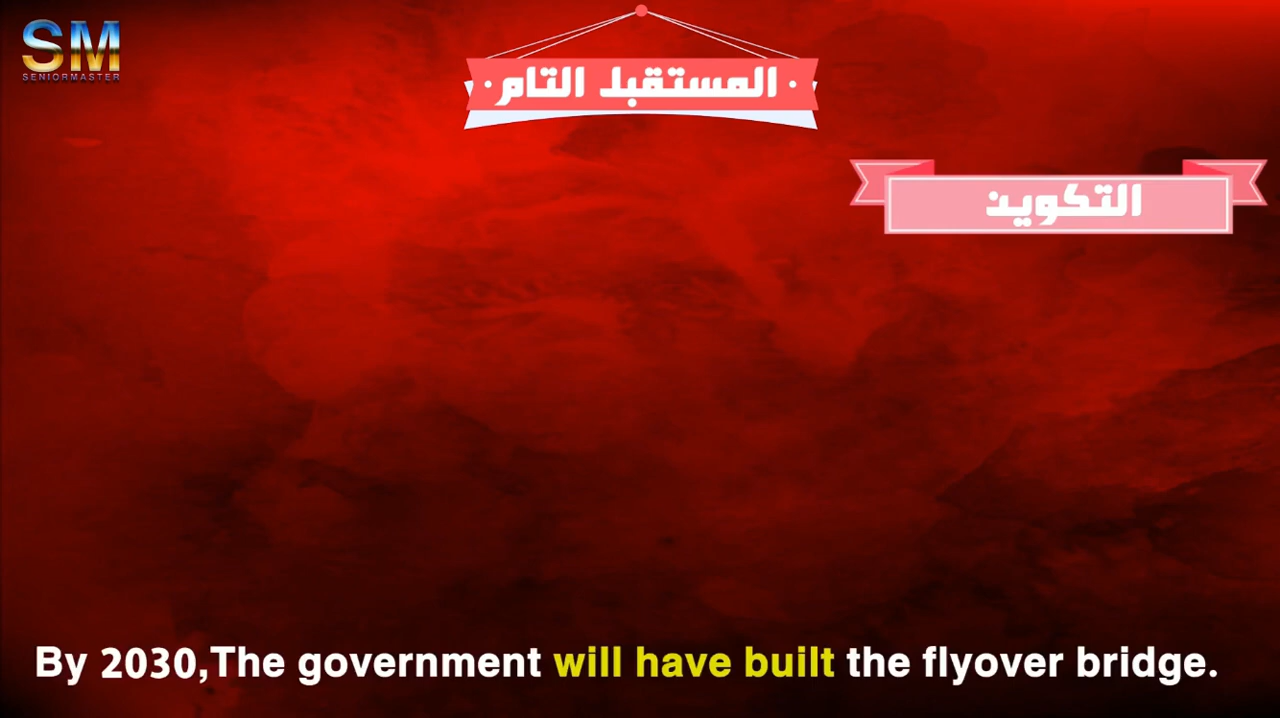 SM
SENIORMASTER
· المستقبل التام ·
التكوين
By 2030,The government will have built the flyover bridge.